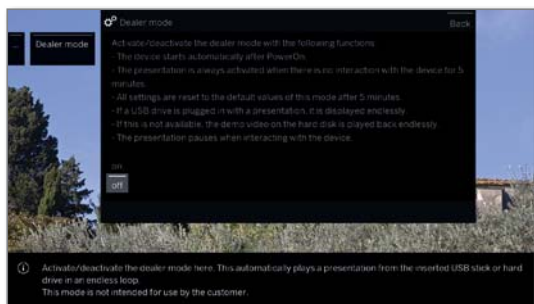 Dealer mode
Back
... Dealer mode
Activate/deactivate the dealer mode with the following functions
- The device starts automatically after PowerOn.
- The presentation is always activated when there is no interaction with the device for 5
minutes.
- All settings are reset to the default values of this mode after 5 minutes.
- If a USB drive is plugged in with a presentation, it is displayed endlessly.
- If this is not available, the demo video on the hard disk is played back endlessly.
- The presentation pauses when interacting with the device.
on
off
Activate/deactivate the dealer mode here. This automatically plays a presentation from the inserted USB stick or hard
drive in an endless loop.
This mode is not intended for use by the customer.